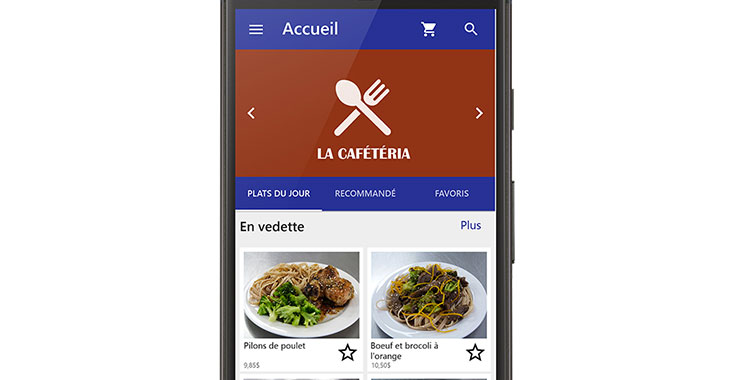 Accueil
LA CAFÉTÉRIA
PLATS DU JOUR
RECOMMANDÉ
FAVORIS
En vedette
Plus
Pilons de poulet
9,85$
Boeuf et brocoli à
l'orange
10,50$